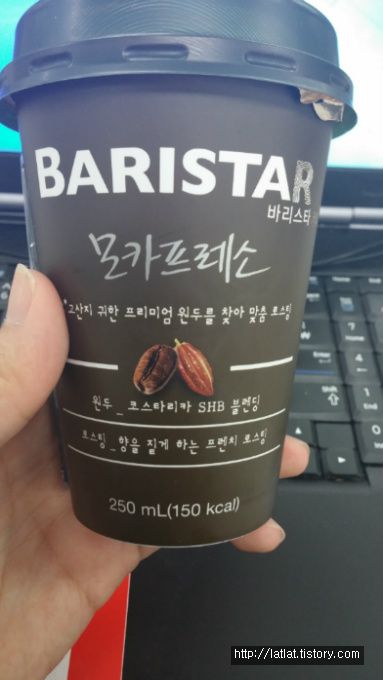 BARISTAR
바리스타
모카프레소
*고산지 귀한 프리미엄 원두를 찾아 맞춤 로스팅
원두 _ 코스타리카 SHB 블렌딩
로스팅 _ 향을 짙게 하는 프렌치 로스팅
250 mL(150 kcal)
http://latlat.tistory.com